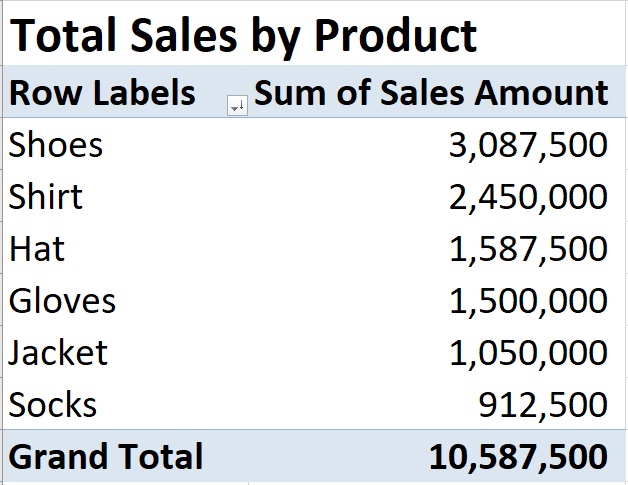 Total Sales by Product
Row Labels Sum of Sales Amount
Shoes 3,087,500
Shirt 2,450,000
Hat 1,587,500
Gloves 1,500,000
Jacket 1,050,000
Socks 912,500
Grand Total 10,587,500